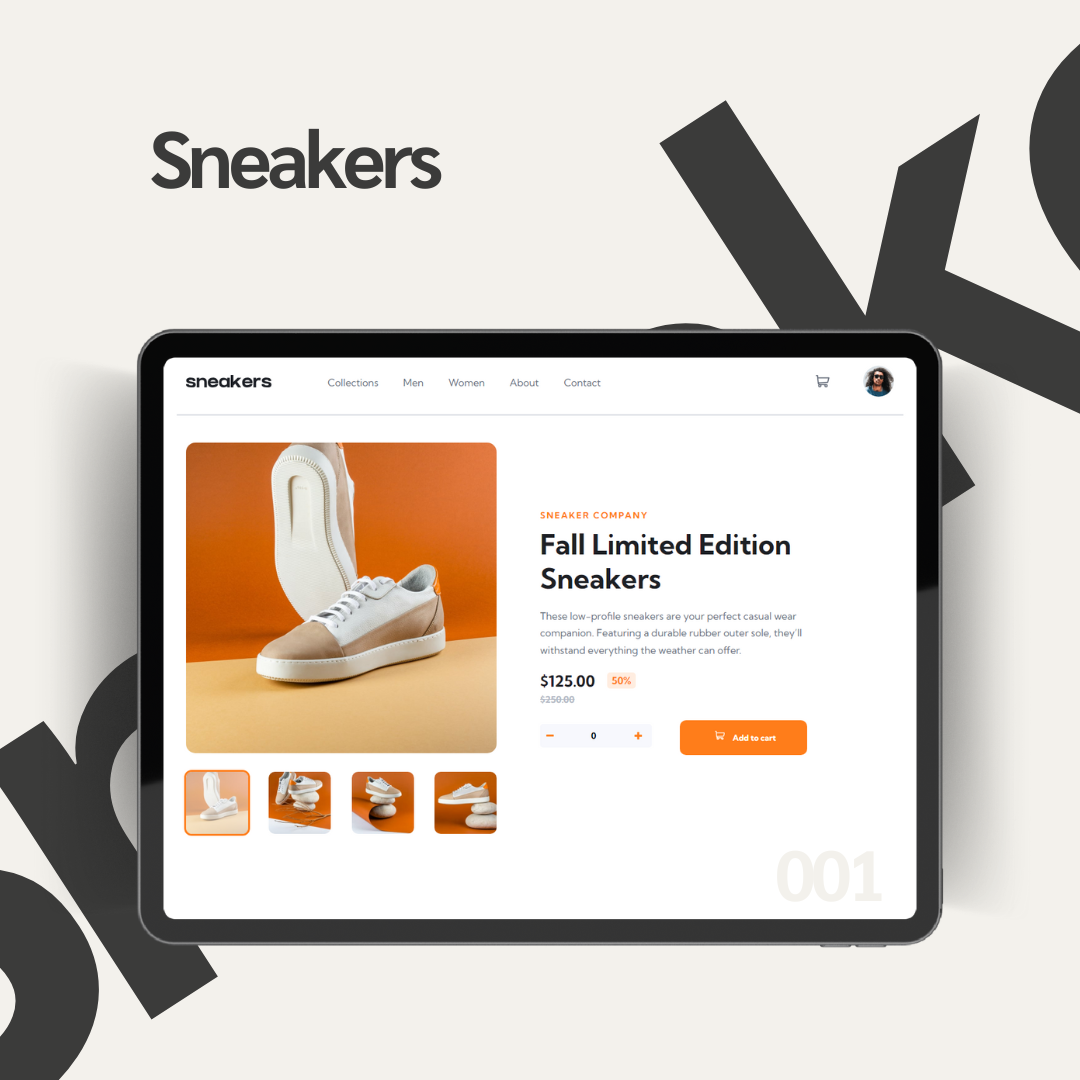 Sneakers
sneakers
Collections Men Women About Contact
SNEAKER COMPANY
Fall Limited Edition
Sneakers
These low-profile sneakers are your perfect casual wear
companion. Featuring a durable rubber outer sole, they'll
withstand everything the weather can offer.
$125.00 50%
$250.00
0
Add to cart
001